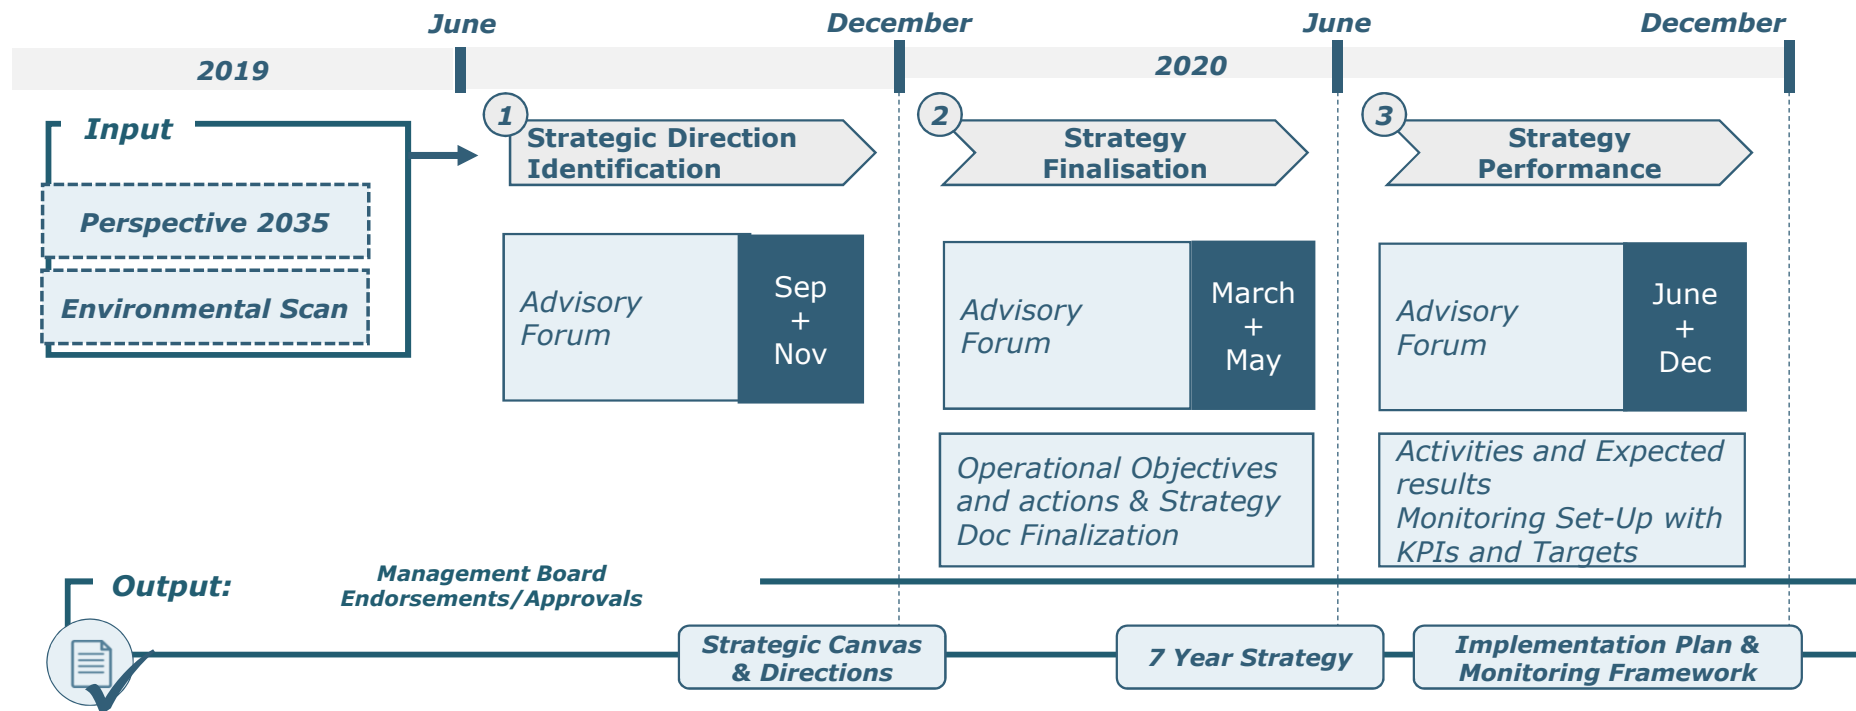 June
December
June
December
2019
2020
Input
Perspective 2035
Environmental Scan
1
Strategic Direction
Identification
Advisory
Forum
Sep
+
Nov
2
Strategy
Finalisation
Advisory
Forum
March
+
May
Operational Objectives
and actions & Strategy
Doc Finalization
3
Strategy
Performance
Advisory
Forum
June
+
Dec
Activities and Expected
results
Monitoring Set-Up with
KPIs and Targets
Output:
Management Board
Endorsements/Approvals
Strategic Canvas
& Directions
7 Year Strategy
Implementation Plan &
Monitoring Framework